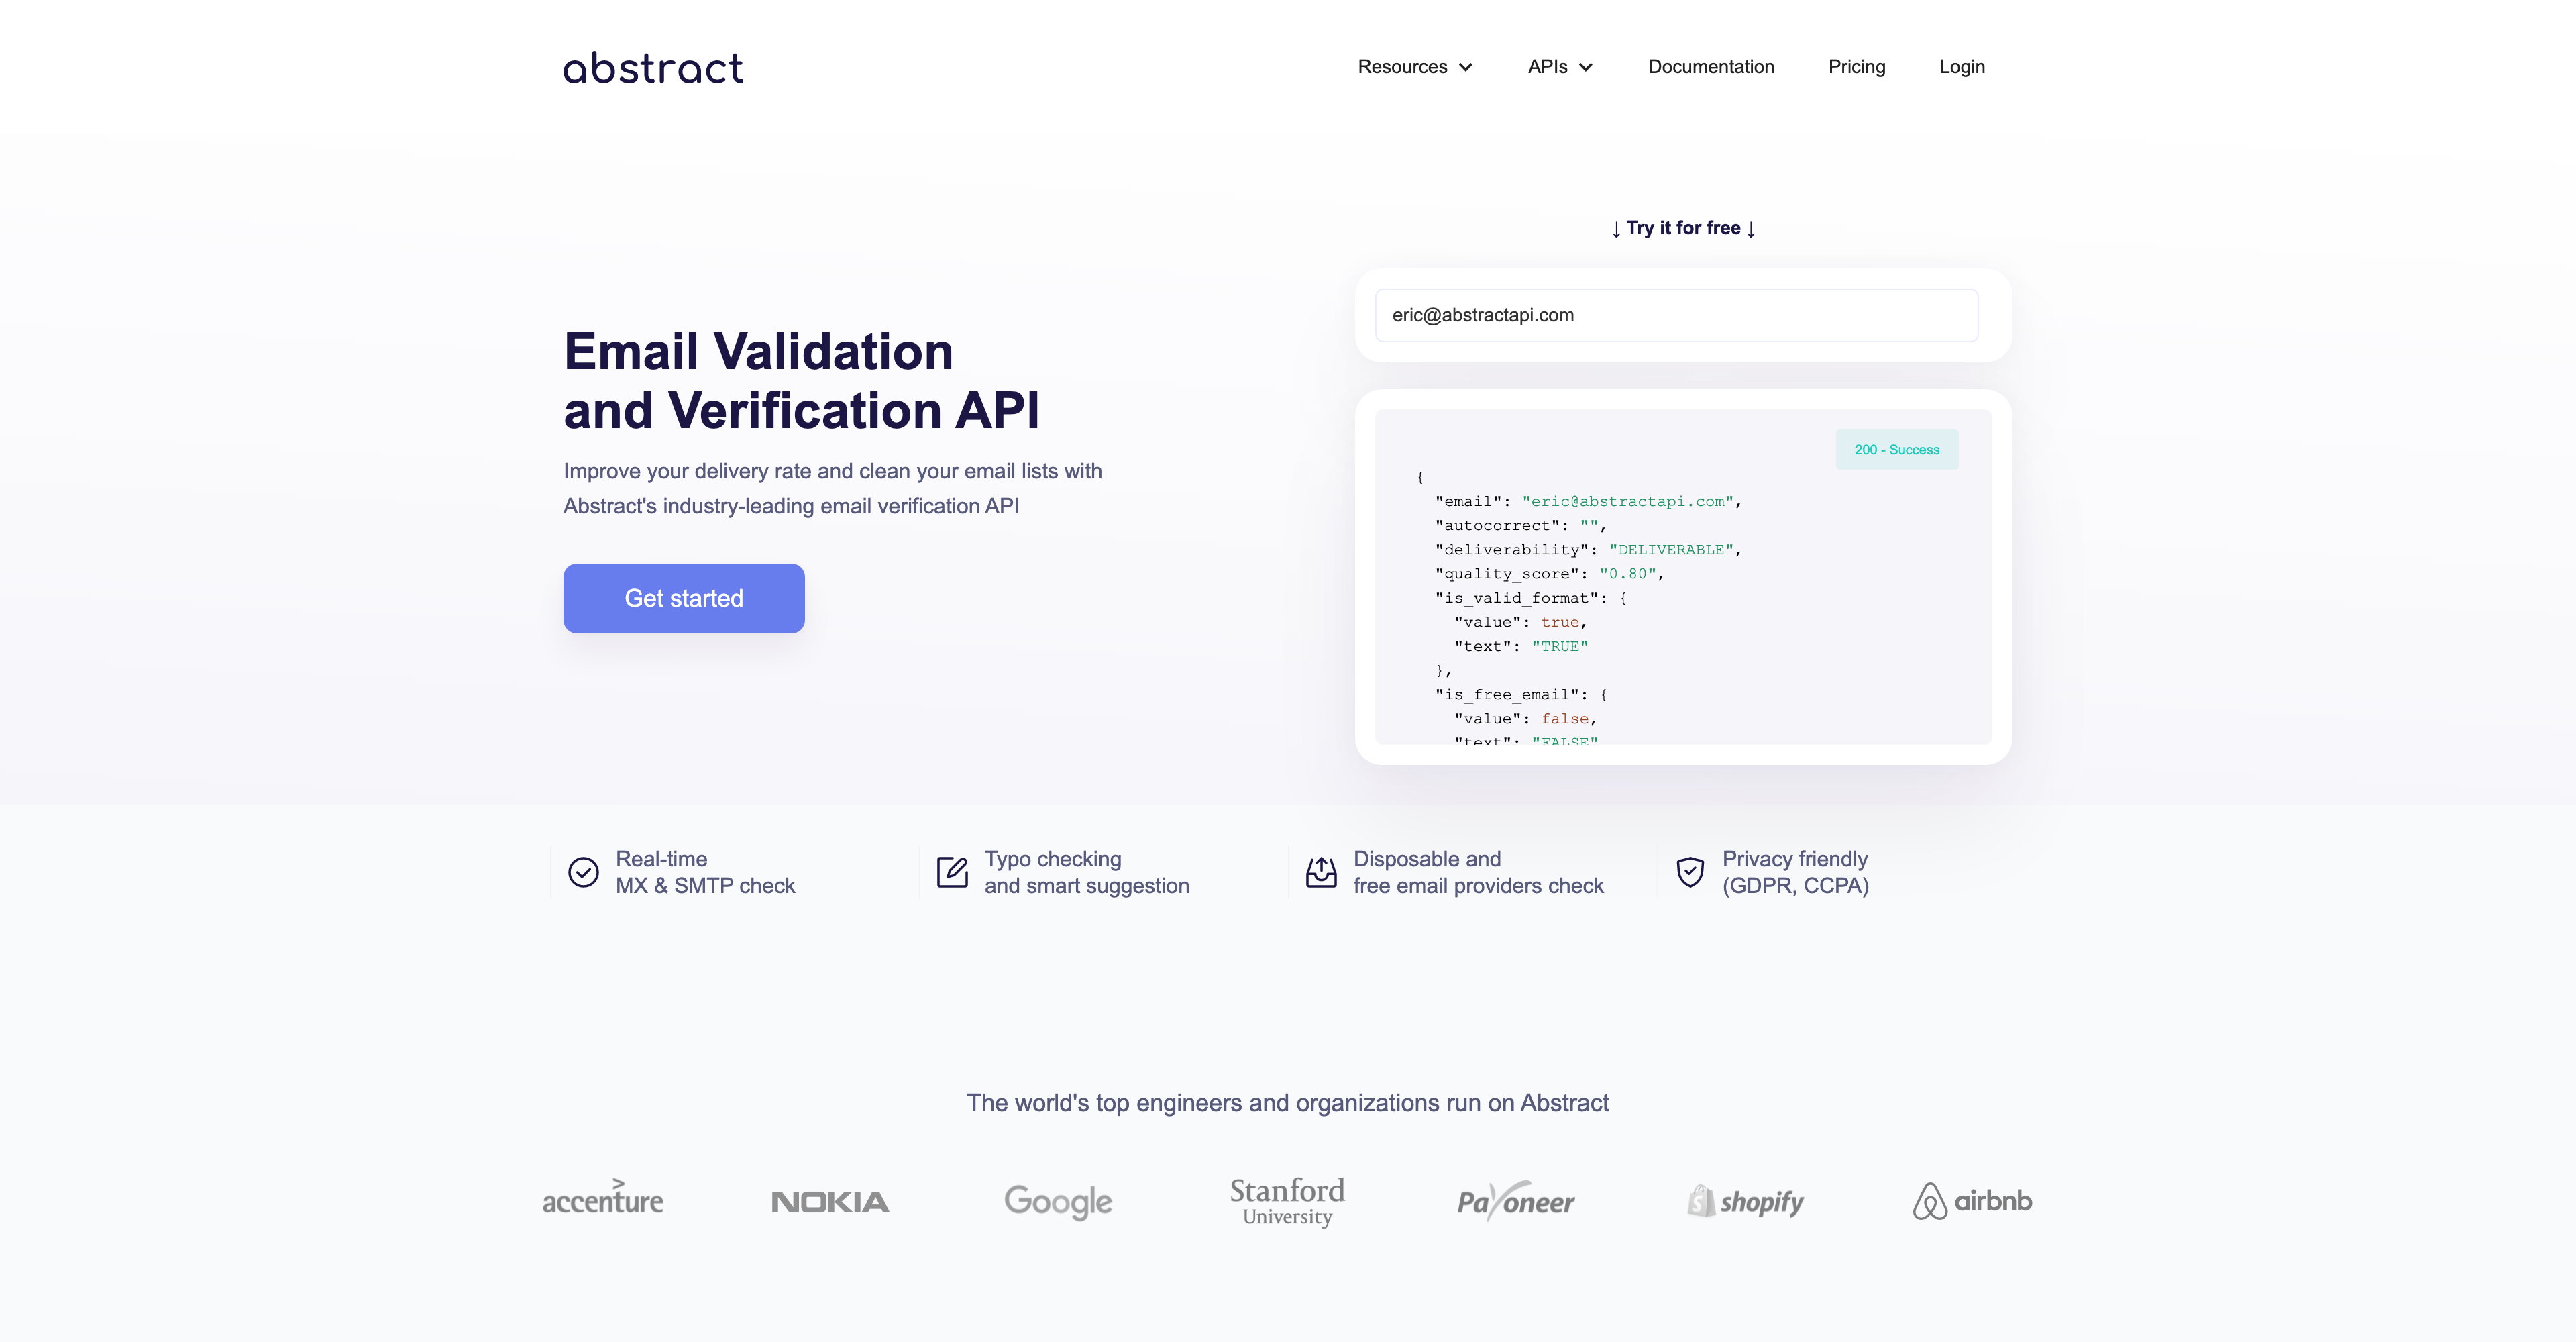 abstract
Resources
APIs
Documentation
Pricing
Login
↓ Try it for free ↓
eric@abstractapi.com
Email Validation
and Verification API
Improve your delivery rate and clean your email lists with
Abstract's industry-leading email verification API
Get started
200 - Success
{
"email": "eric@abstractapi.com",
"autocorrect": "",
"deliverability": "DELIVERABLE",
"quality_score": "0.80",
"is_valid_format": {
"value": true,
"text": "TRUE"
},
"is_free_email": {
"value": false,
"text": "FALSE"
Real-time
MX & SMTP check
Typo checking
and smart suggestion
Disposable and
free email providers check
Privacy friendly
(GDPR, CCPA)
The world's top engineers and organizations run on Abstract
accenture
NOKIA
Google
Stanford
University
Payoneer
shopify
airbnb